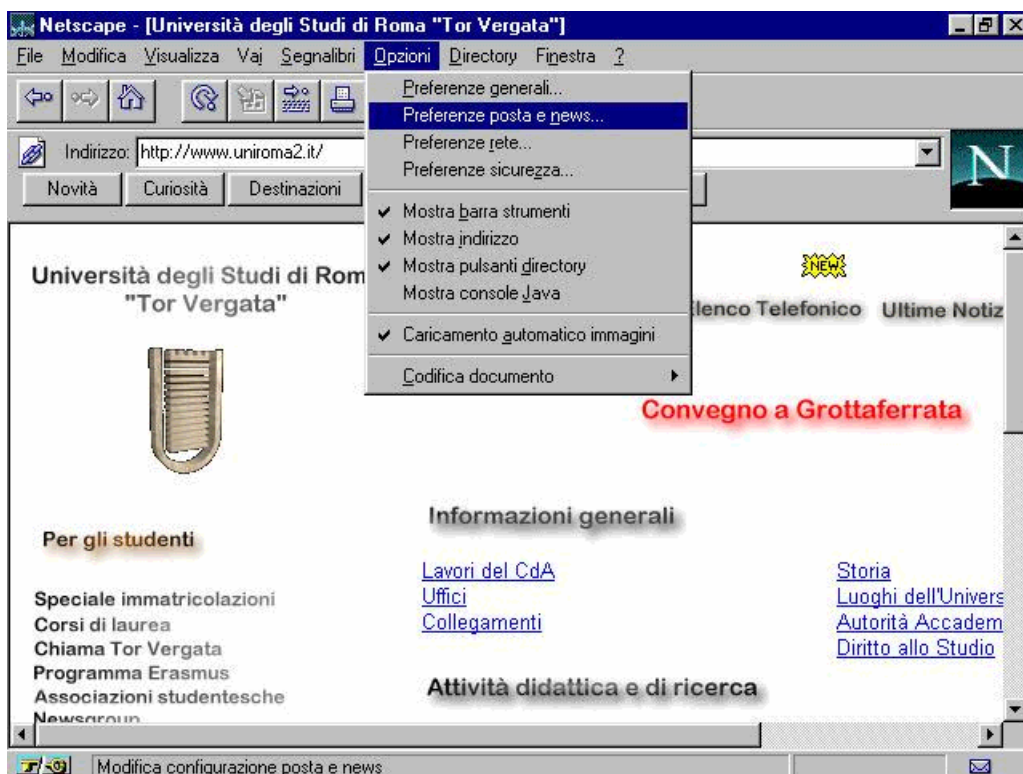 Netscape - [Università degli Studi di Roma "Tor Vergata"]
File Modifica Visualizza Vai Segnalibri Opzioni Directory Finestra ?
Preferenze generali...
Preferenze posta e news...
Preferenze rete...
Preferenze sicurezza...
Mostra barra strumenti
Mostra indirizzo
Mostra pulsanti directory
Mostra console Java
Caricamento automatico immagini
Codifica documento
Indirizzo: http://www.uniroma2.it/
N
Novità Curiosità Destinazioni
Università degli Studi di Rom
"Tor Vergata"
NEW
lenco Telefonico Ultime Notiz
Convegno a Grottaferrata
Per gli studenti
Speciale immatricolazioni
Corsi di laurea
Chiama Tor Vergata
Programma Erasmus
Associazioni studentesche
Newsgroup
Informazioni generali
Lavori del CdA
Uffici
Collegamenti
Storia
Luoghi dell'Univers
Autorità Accadem
Diritto allo Studio
Attività didattica e di ricerca
Modifica configurazione posta e news